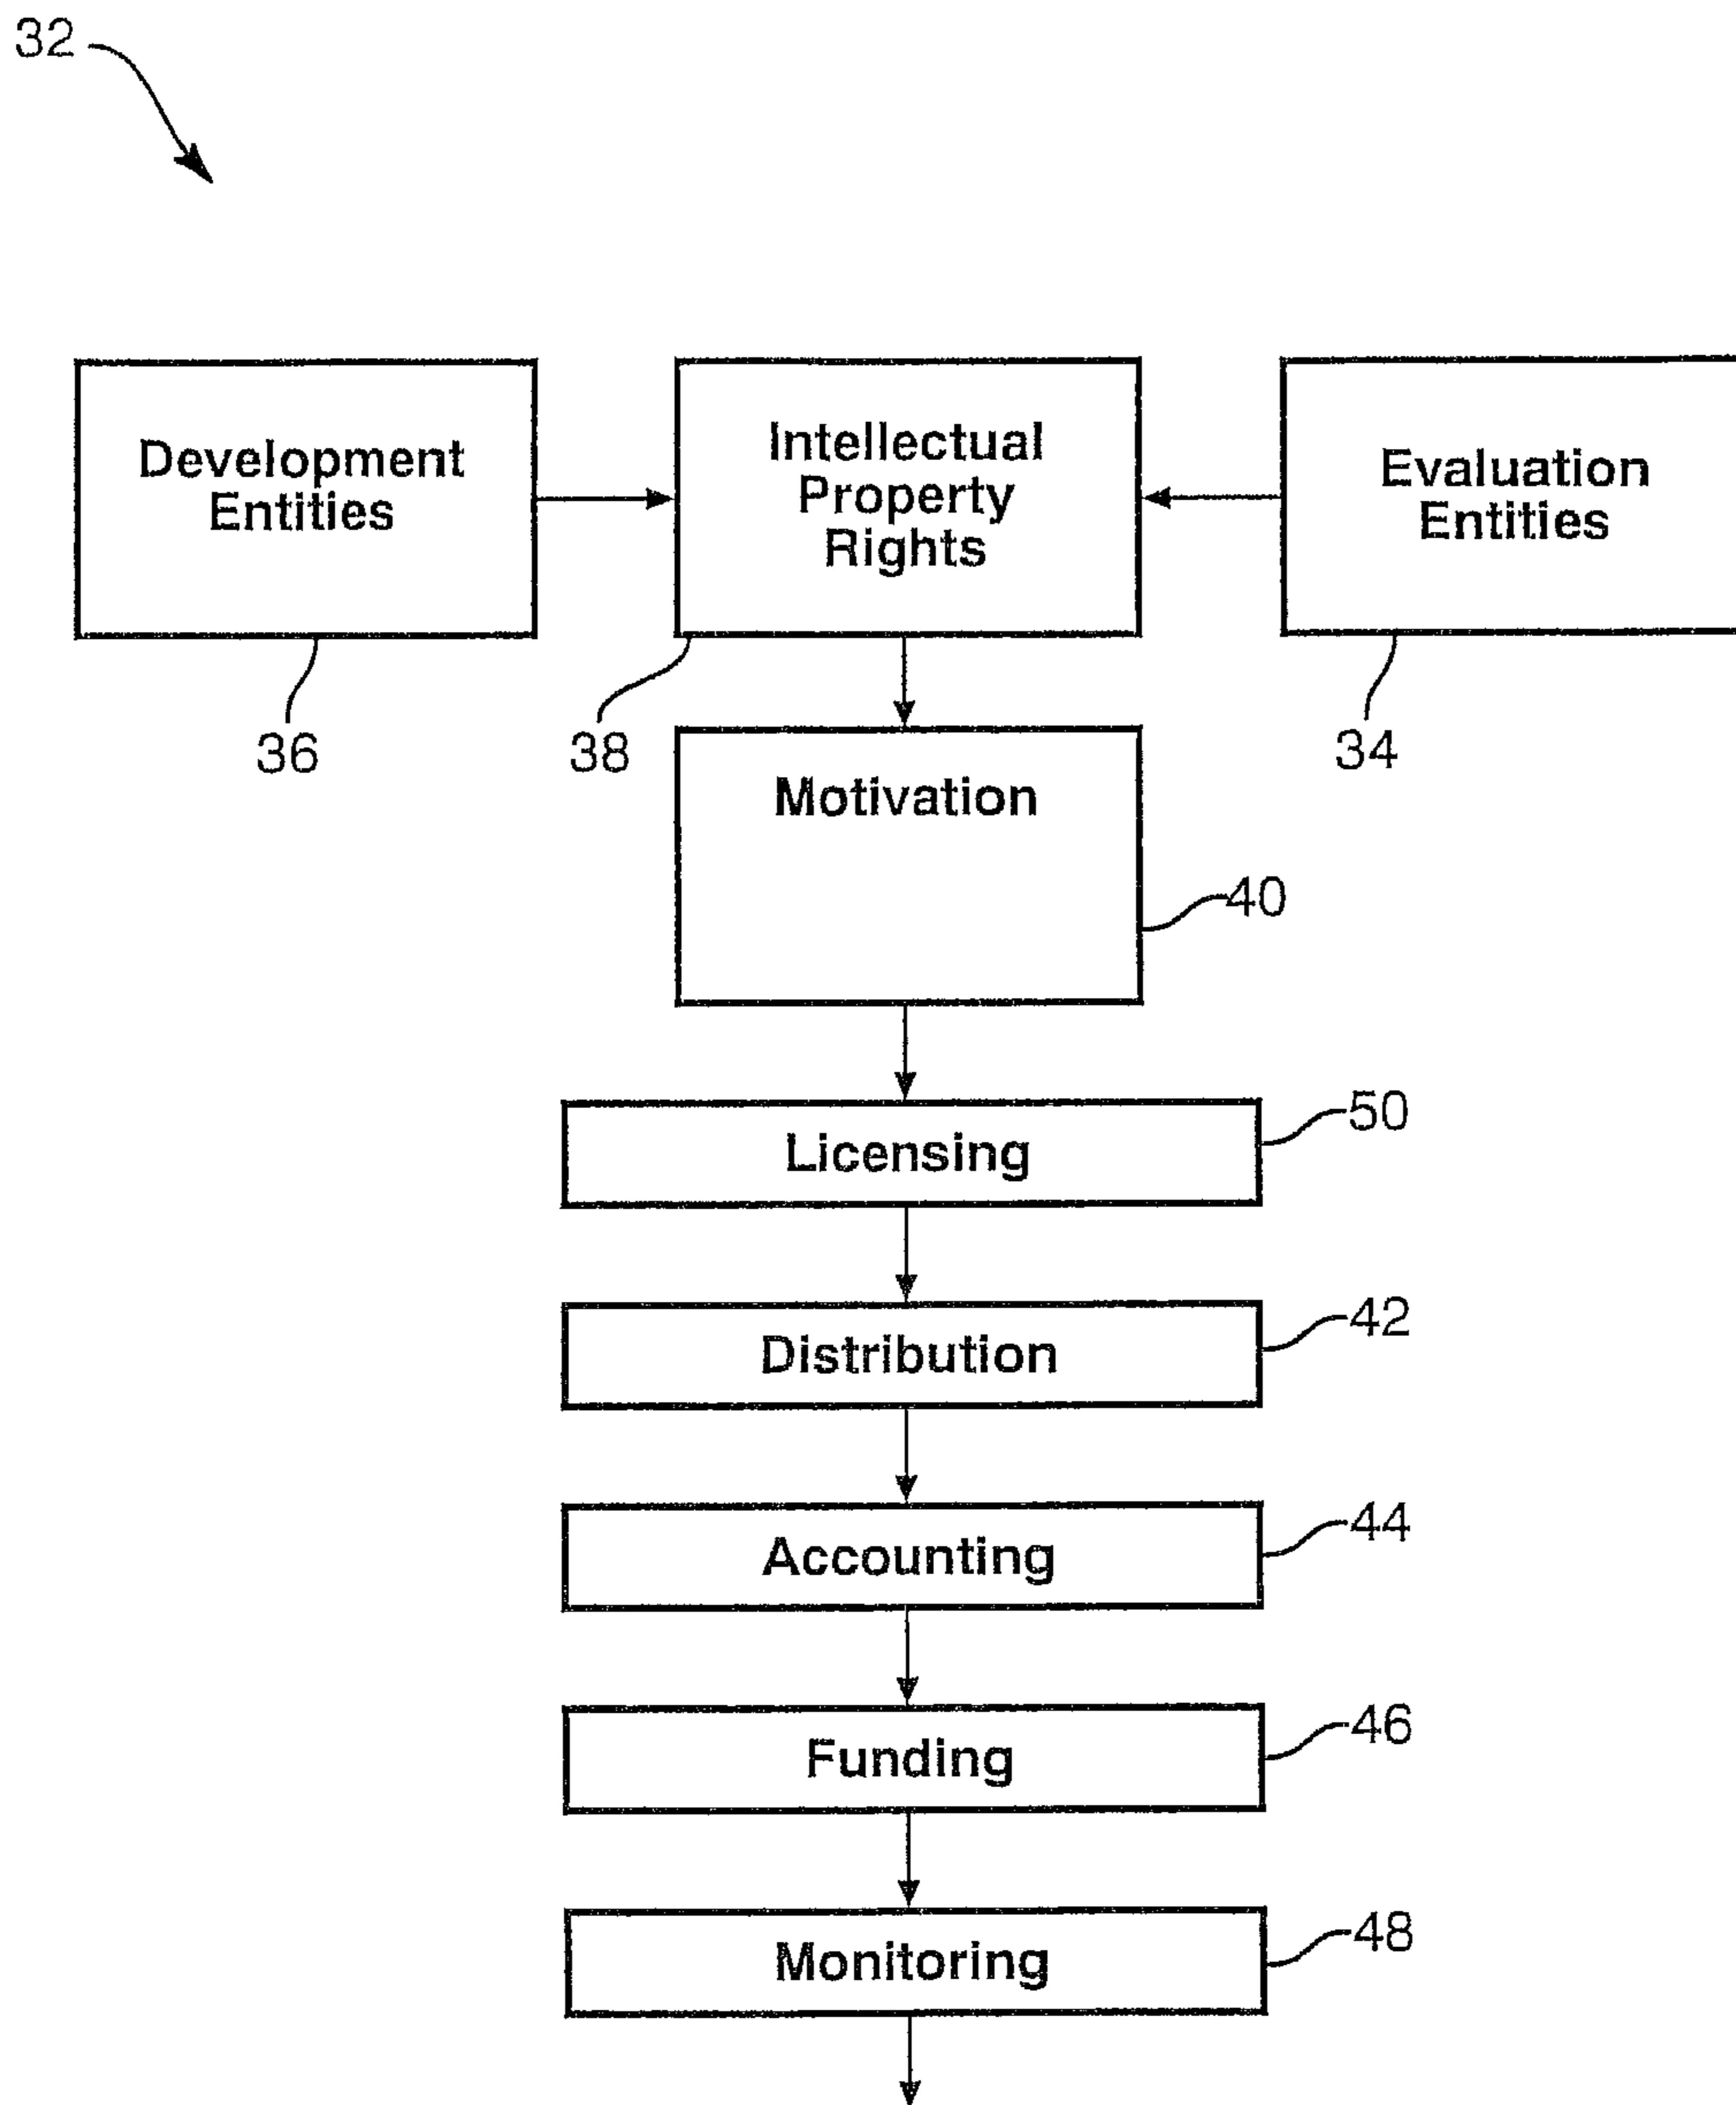 32
Development
Entities
Intellectual
Property
Rights
Evaluation
Entities
36
38
34
Motivation
40
Licensing
50
Distribution
42
Accounting
44
Funding
46
Monitoring
48